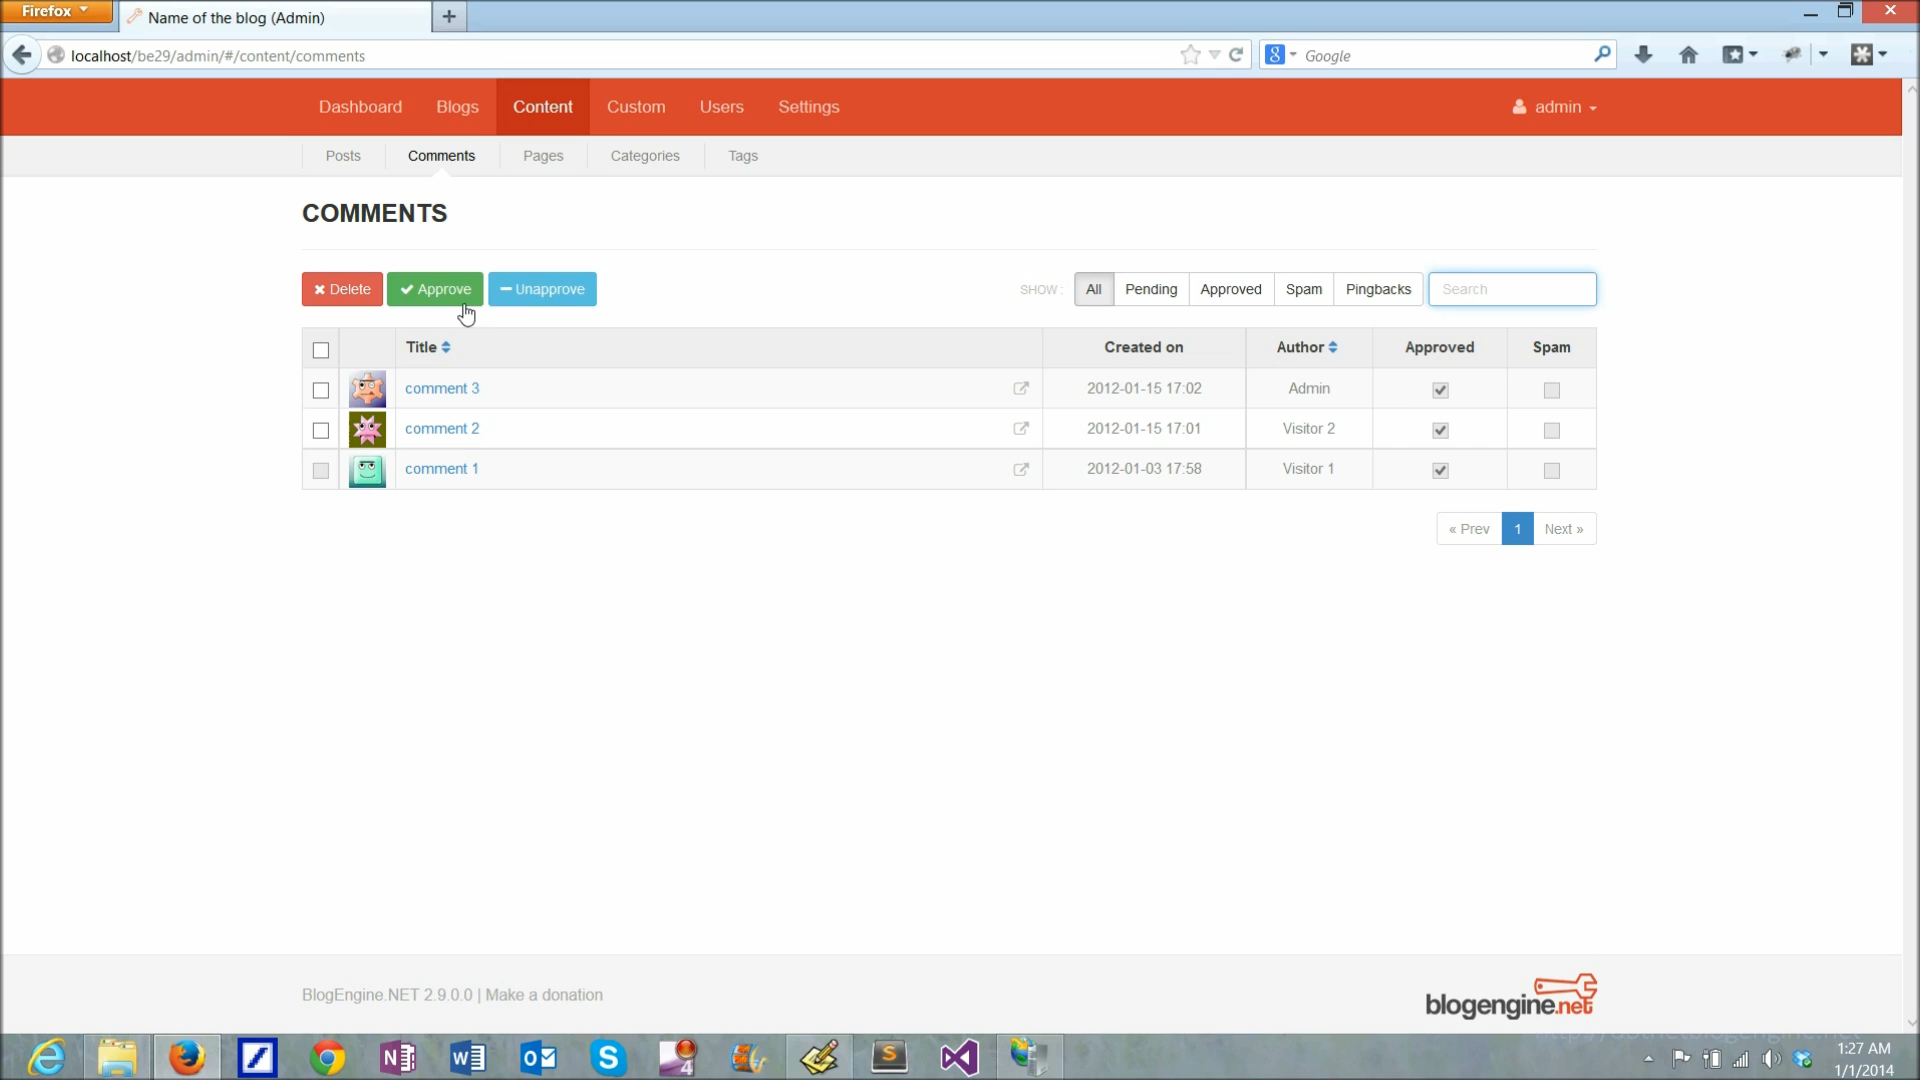 Firefox
Name of the blog (Admin)
localhost/be29/admin/#/content/comments
Google
Dashboard Blogs Content Custom Users Settings admin
Posts Comments Pages Categories Tags
COMMENTS
Delete Approve Unapprove SHOW : All Pending Approved Spam Pingbacks Search
Title Created on Author Approved Spam
comment 3 2012-01-15 17:02 Admin
comment 2 2012-01-15 17:01 Visitor 2
comment 1 2012-01-03 17:58 Visitor 1
« Prev 1 Next »
BlogEngine.NET 2.9.0.0 | Make a donation
blogengine.net
1:27 AM
1/1/2014